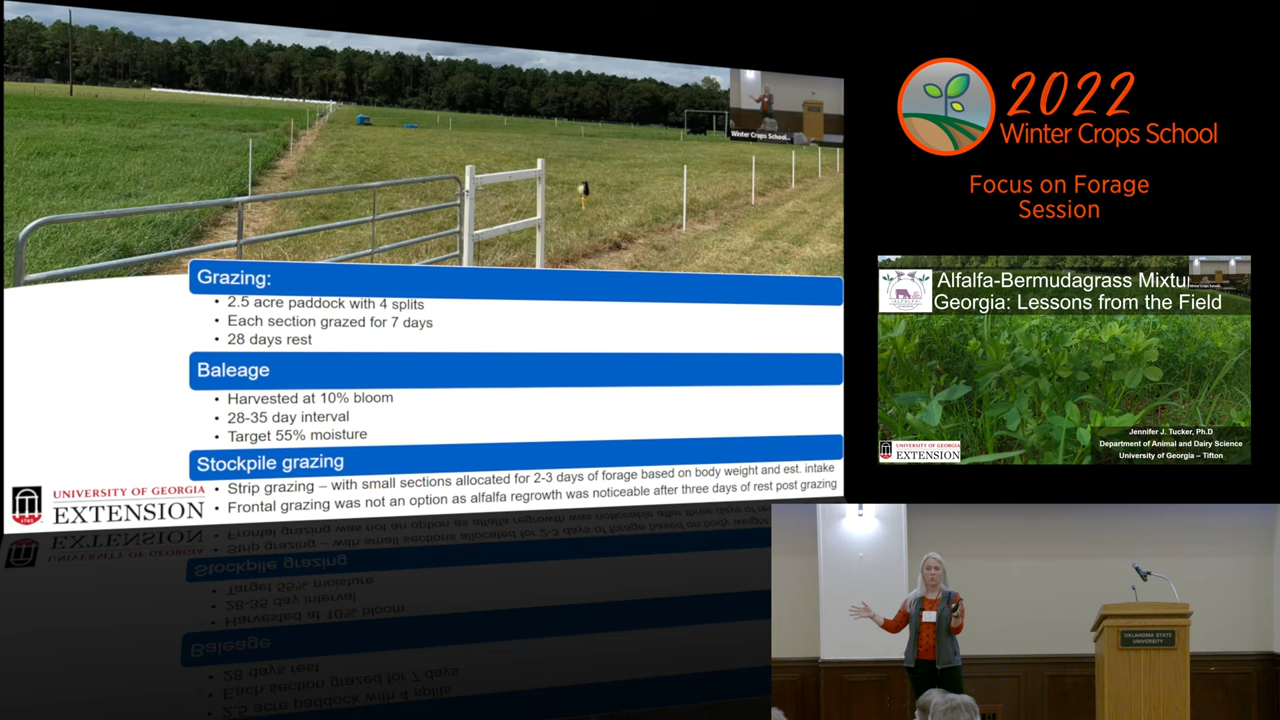 Winter Crops School...
Grazing:
• 2.5 acre paddock with 4 splits
• Each section grazed for 7 days
• 28 days rest
Baleage
• Harvested at 10% bloom
• 28-35 day interval
• Target 55% moisture
Stockpile grazing
• Strip grazing – with small sections allocated for 2-3 days of forage based on body weight and est. intake
• Frontal grazing was not an option as alfalfa regrowth was noticeable after three days of rest post grazing
1785
UNIVERSITY OF GEORGIA
EXTENSION
2022
Winter Crops School
Focus on Forage
Session
ALFALFA
Alfalfa-Bermudagrass Mixtu
Georgia: Lessons from the Field
Jennifer J. Tucker, Ph.D
Department of Animal and Dairy Science
University of Georgia – Tifton
UNIVERSITY OF GEORGIA
EXTENSION
OKLAHOMA STATE
UNIVERSITY